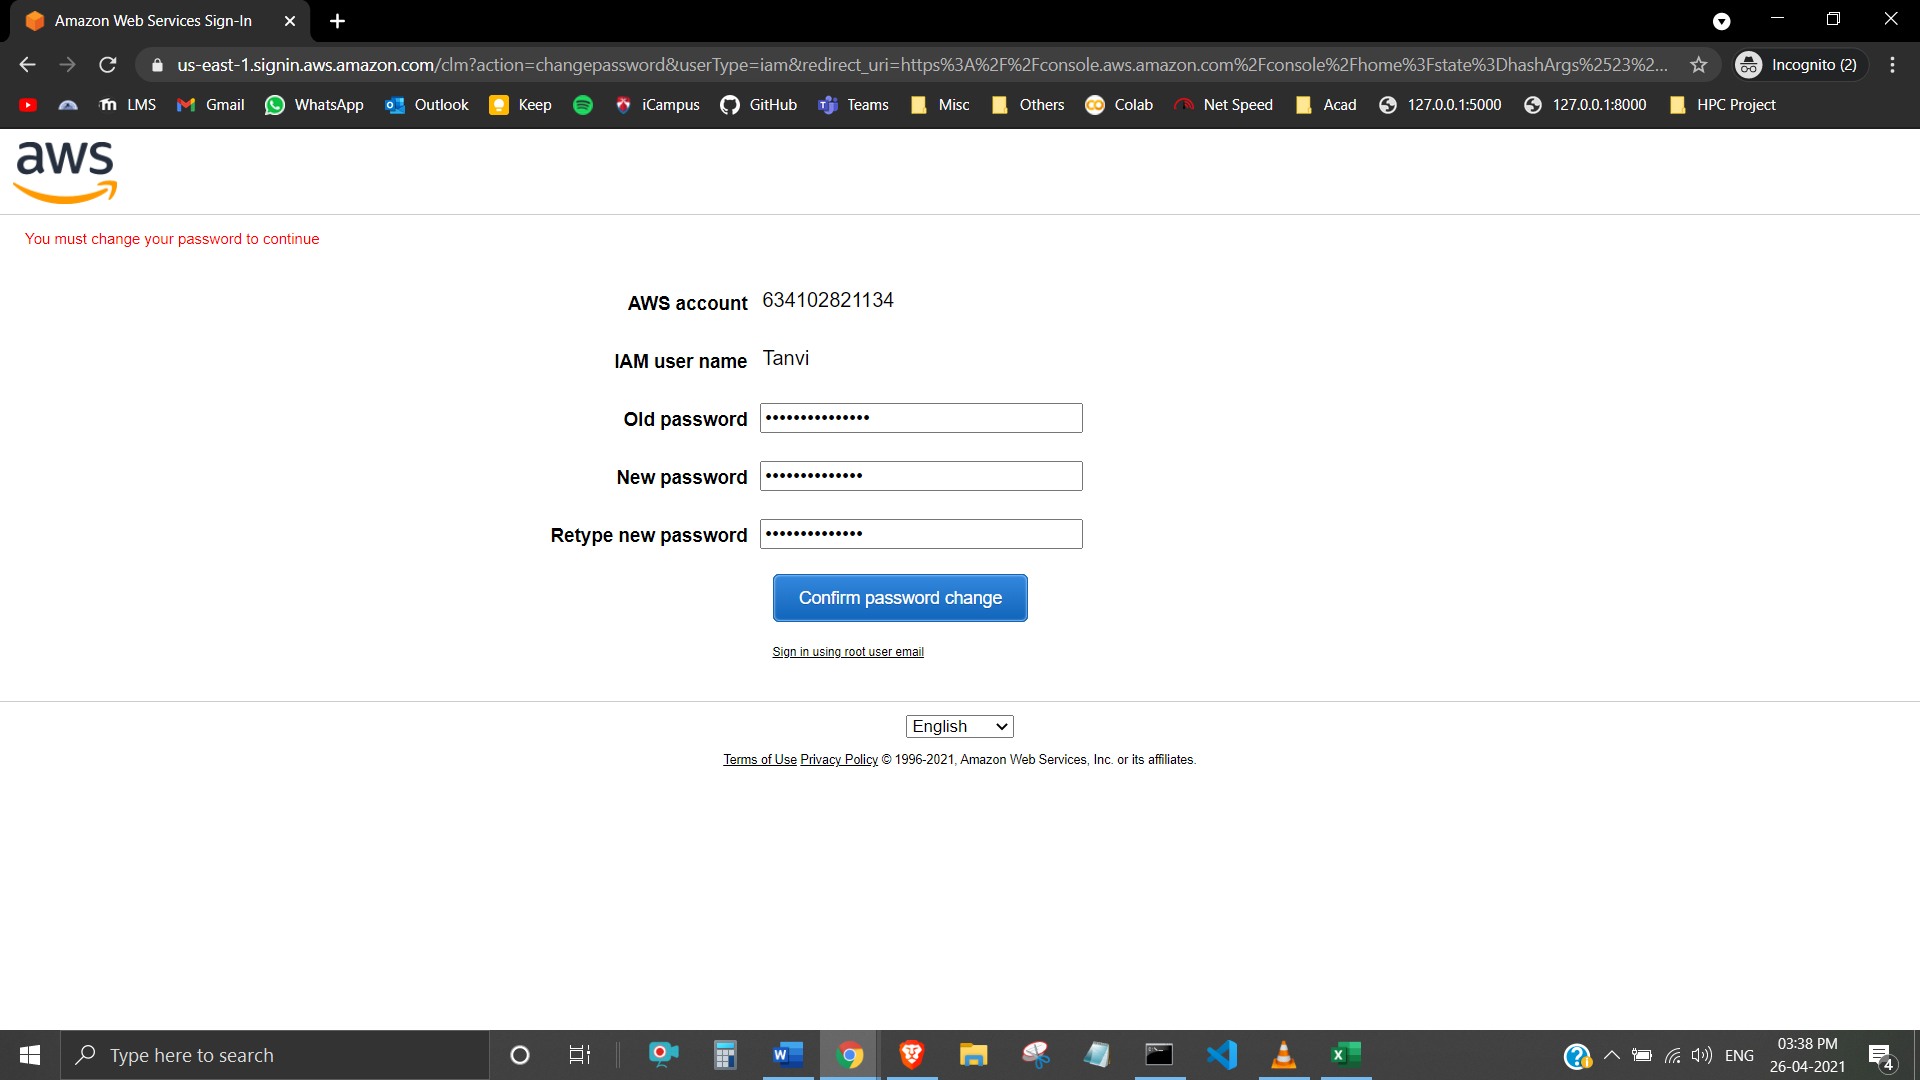 Amazon Web Services Sign-In
us-east-1.signin.aws.amazon.com/clm?action=changepassword&userType=iam&redirect_uri=https%3A%2F%2Fconsole.aws.amazon.com%2Fconsole%2Fhome%3Fstate%3DhashArgs%2523%2... Incognito (2)
LMS Gmail WhatsApp Outlook Keep iCampus GitHub Teams Misc Others Colab Net Speed Acad 127.0.0.1:5000 127.0.0.1:8000 HPC Project
aws
You must change your password to continue
AWS account 634102821134
IAM user name Tanvi
Old password •••••••••••••••
New password ••••••••••••••
Retype new password ••••••••••••••
Confirm password change
Sign in using root user email
English
Terms of Use Privacy Policy © 1996-2021, Amazon Web Services, Inc. or its affiliates.
Type here to search
ENG
03:38 PM
26-04-2021
4